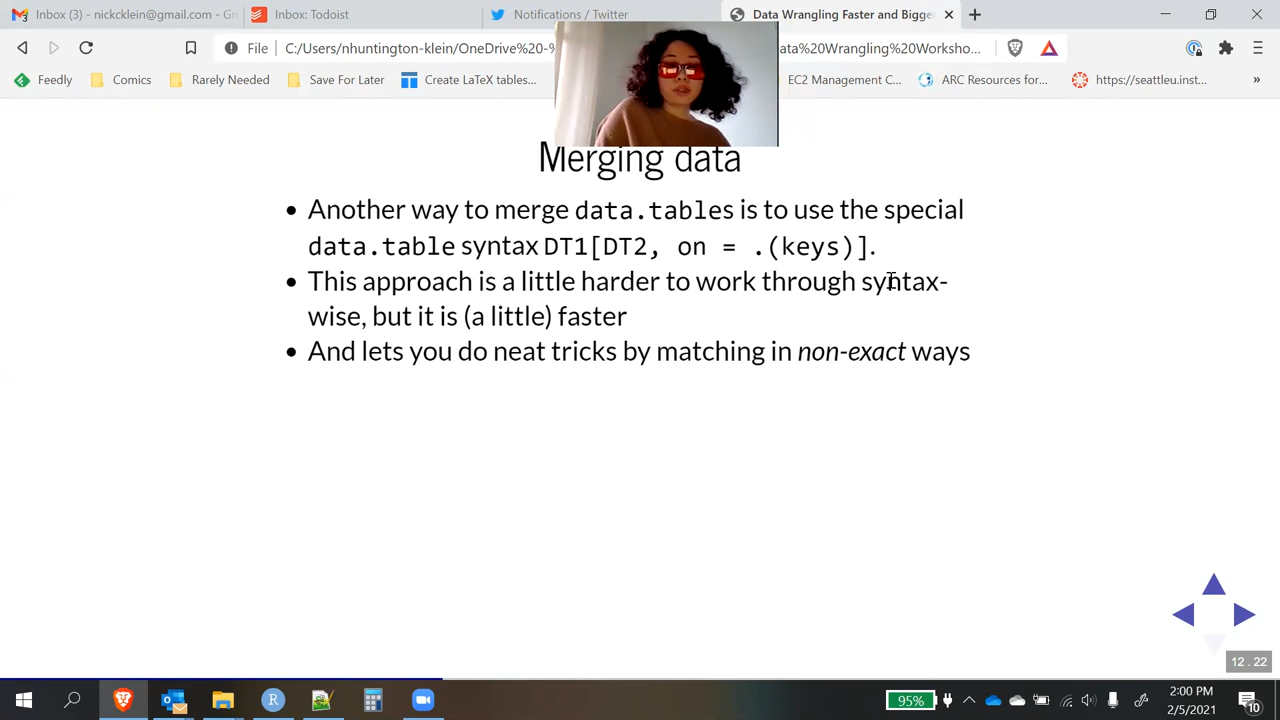 Inbox (3) - nickcklein@gmail.com - Gm
Inbox: Todoist
Notifications / Twitter
Data Wrangling Faster and Bigger
File
C:/Users/nhuntington-klein/OneDrive%20-%
ata%20Wrangling%20Worksho...
Feedly
Comics
Rarely Needed
Save For Later
Create LaTeX tables...
EC2 Management C...
ARC Resources for...
https://seattleu.inst...
Merging data
• Another way to merge data.tables is to use the special
data.table syntax DT1[DT2, on = .(keys)].
• This approach is a little harder to work through syntax-
wise, but it is (a little) faster
• And lets you do neat tricks by matching in non-exact ways
12.22
95%
2:00 PM
2/5/2021
10